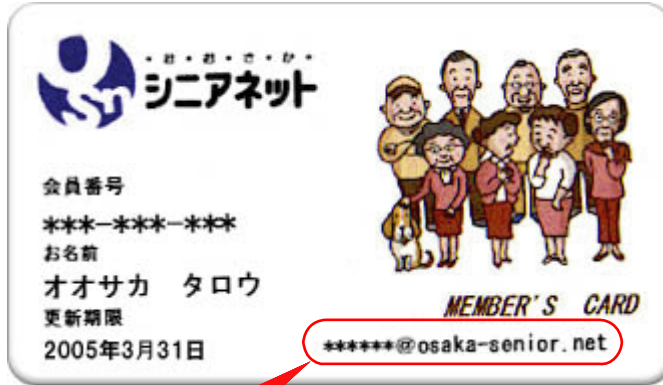 ・お・お・さ・か・
シニアネット
会員番号
***-***-***
お名前
オオサカ タロウ
更新期限
2005年3月31日
MEMBER'S CARD
******@osaka-senior.net